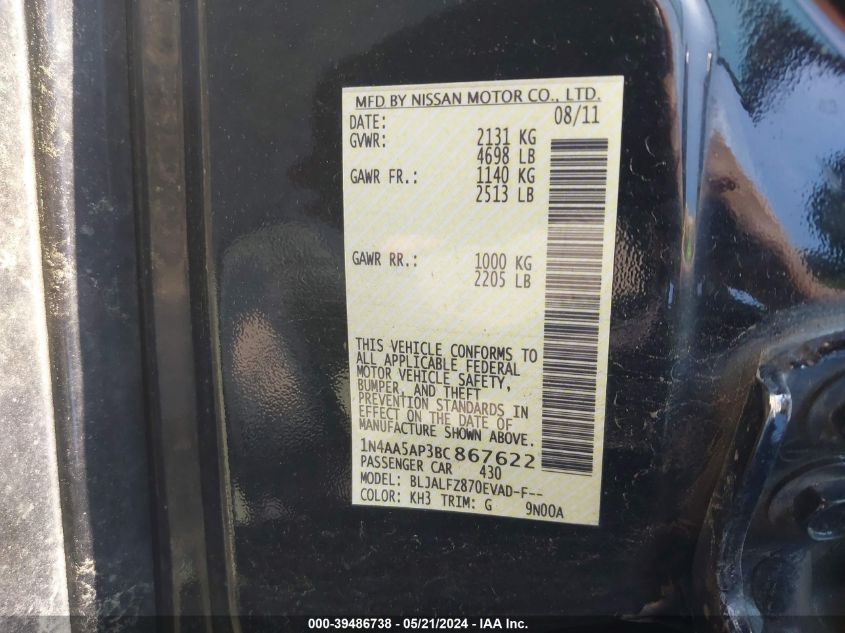 MFD BY NISSAN MOTOR CO., LTD.
DATE: 08/11
GVWR: 2131 KG
4698 LB
GAWR FR.: 1140 KG
2513 LB
GAWR RR.: 1000 KG
2205 LB
THIS VEHICLE CONFORMS TO
ALL APPLICABLE FEDERAL
MOTOR VEHICLE SAFETY,
BUMPER, AND THEFT
PREVENTION STANDARDS IN
EFFECT ON THE DATE OF
MANUFACTURE SHOWN ABOVE.
1N4AA5AP3BC867622
PASSENGER CAR 430
MODEL: BLJALFZ870EVAD-F--
COLOR: KH3 TRIM: G 9N00A
000-39486738 - 05/21/2024 - IAA Inc.